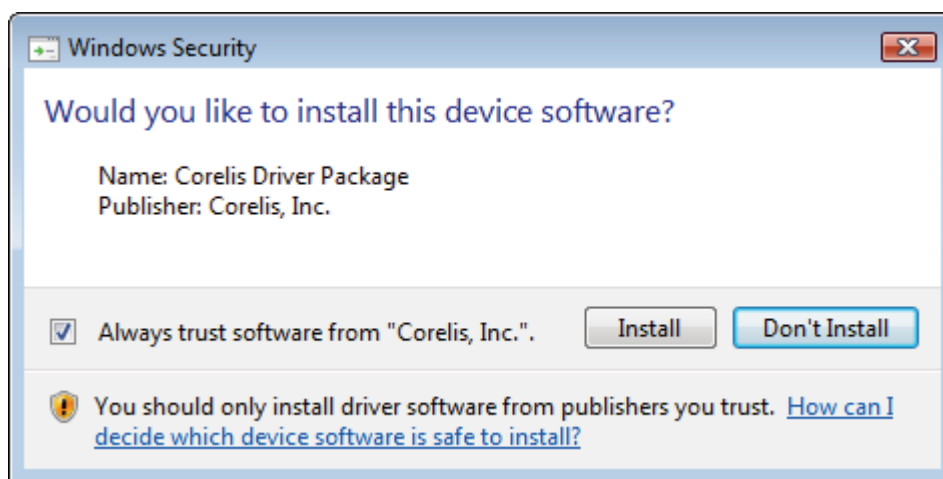 Windows Security
Would you like to install this device software?
Name: Corelis Driver Package
Publisher: Corelis, Inc.
Always trust software from "Corelis, Inc.".
Install
Don't Install
You should only install driver software from publishers you trust. How can I
decide which device software is safe to install?